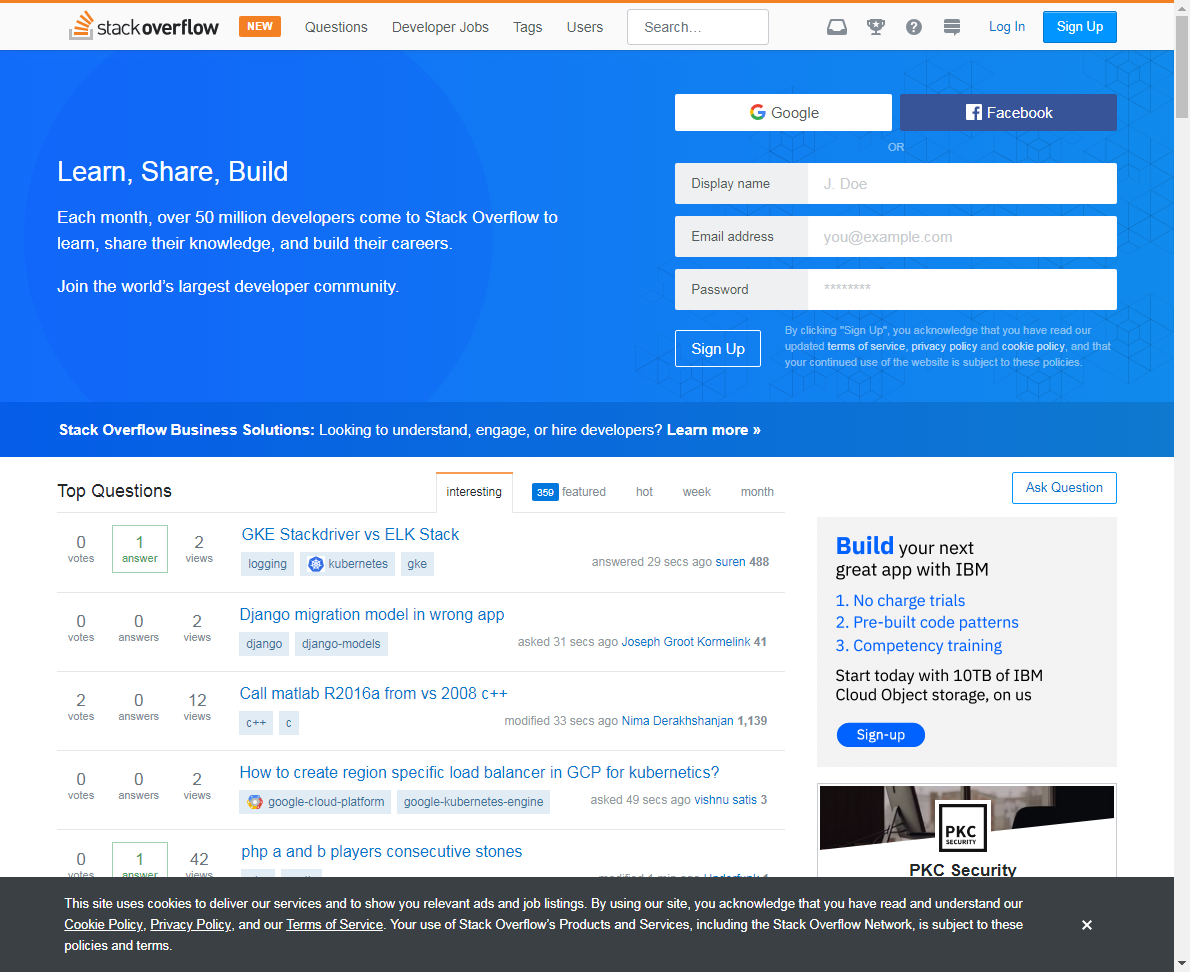 stackoverflow NEW Questions Developer Jobs Tags Users Search... Log In Sign Up
Google Facebook
OR
Learn, Share, Build
Each month, over 50 million developers come to Stack Overflow to
learn, share their knowledge, and build their careers.
Join the world's largest developer community.
Display name J. Doe
Email address you@example.com
Password ********
Sign Up
By clicking "Sign Up", you acknowledge that you have read our
updated terms of service, privacy policy and cookie policy, and that
your continued use of the website is subject to these policies.
Stack Overflow Business Solutions: Looking to understand, engage, or hire developers? Learn more »
Top Questions interesting 359 featured hot week month
Ask Question
0 votes 1 answer 2 views
GKE Stackdriver vs ELK Stack
logging kubernetes gke
answered 29 secs ago suren 488
0 votes 0 answers 2 views
Django migration model in wrong app
django django-models
asked 31 secs ago Joseph Groot Kormelink 41
2 votes 0 answers 12 views
Call matlab R2016a from vs 2008 c++
c++ c
modified 33 secs ago Nima Derakhshanjan 1,139
0 votes 0 answers 2 views
How to create region specific load balancer in GCP for kubernetics?
google-cloud-platform google-kubernetes-engine
asked 49 secs ago vishnu satis 3
0 votes 1 answer 42 views
php a and b players consecutive stones
Build your next
great app with IBM
1. No charge trials
2. Pre-built code patterns
3. Competency training
Start today with 10TB of IBM
Cloud Object storage, on us
Sign-up
PKC
SECURITY
PKC Security
This site uses cookies to deliver our services and to show you relevant ads and job listings. By using our site, you acknowledge that you have read and understand our
Cookie Policy, Privacy Policy, and our Terms of Service. Your use of Stack Overflow's Products and Services, including the Stack Overflow Network, is subject to these
policies and terms.